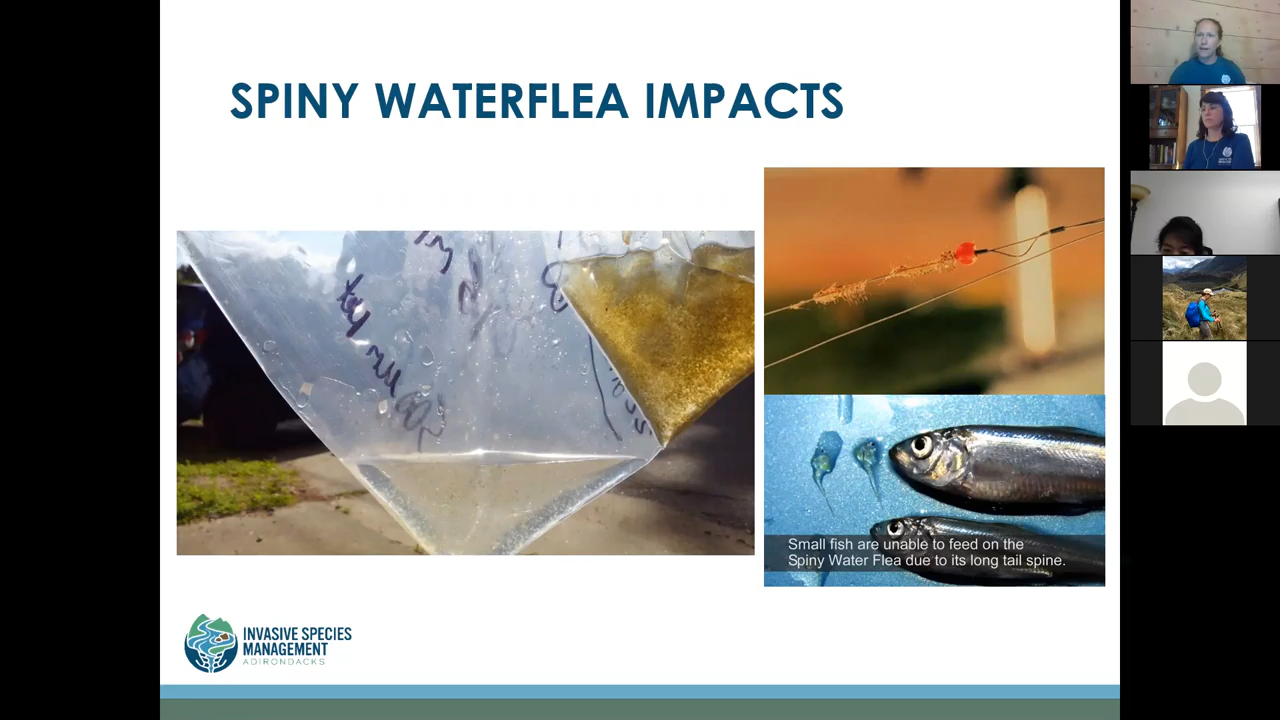 SPINY WATERFLEA IMPACTS
Small fish are unable to feed on the
Spiny Water Flea due to its long tail spine.
INVASIVE SPECIES
MANAGEMENT
ADIRONDACKS